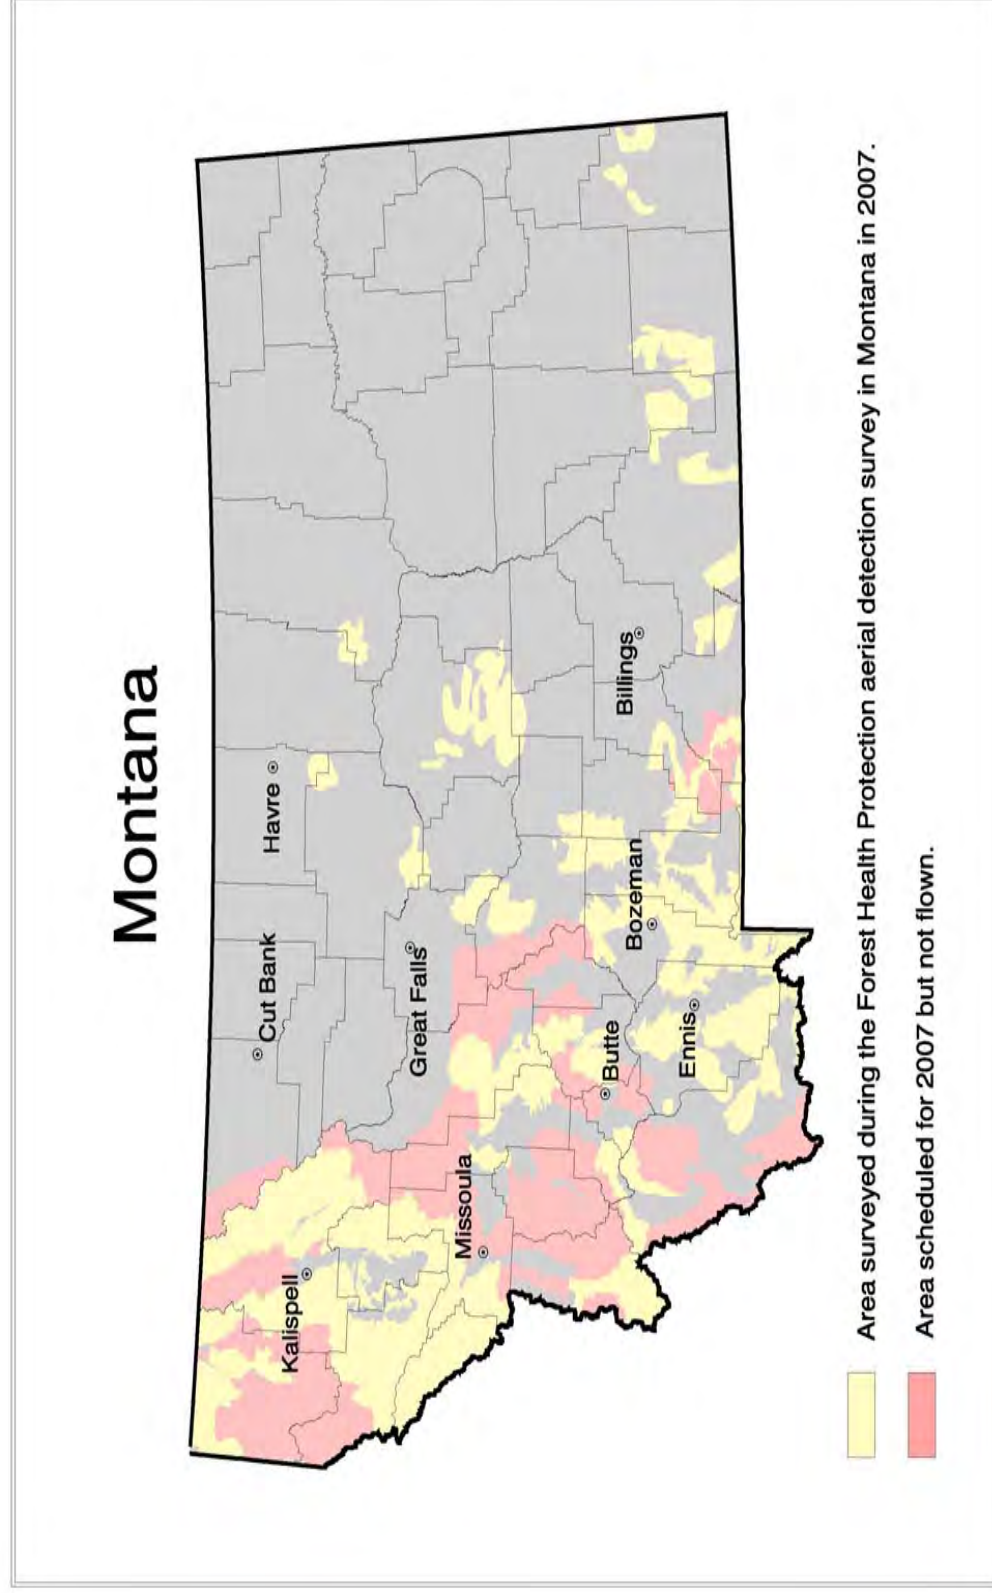 Montana
Cut Bank
Havre
Kalispell
Great Falls
Missoula
Butte
Bozeman
Billings
Ennis
Area surveyed during the Forest Health Protection aerial detection survey in Montana in 2007.
Area scheduled for 2007 but not flown.